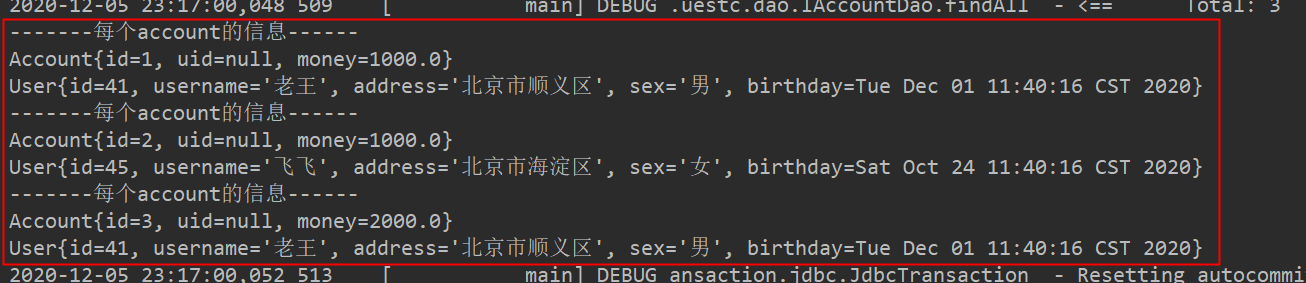 2020-12-05 23:17:00,048 509    [           main] DEBUG .uestc.dao.IAccountDao.findAll  - <==      Total: 3
-------每个account的信息------
Account{id=1, uid=null, money=1000.0}
User{id=41, username='老王', address='北京市顺义区', sex='男', birthday=Tue Dec 01 11:40:16 CST 2020}
-------每个account的信息------
Account{id=2, uid=null, money=1000.0}
User{id=45, username='飞飞', address='北京市海淀区', sex='女', birthday=Sat Oct 24 11:40:16 CST 2020}
-------每个account的信息------
Account{id=3, uid=null, money=2000.0}
User{id=41, username='老王', address='北京市顺义区', sex='男', birthday=Tue Dec 01 11:40:16 CST 2020}
2020-12-05 23:17:00,052 513    [           main] DEBUG ansaction.jdbc.JdbcTransaction  - Resetting autocommi